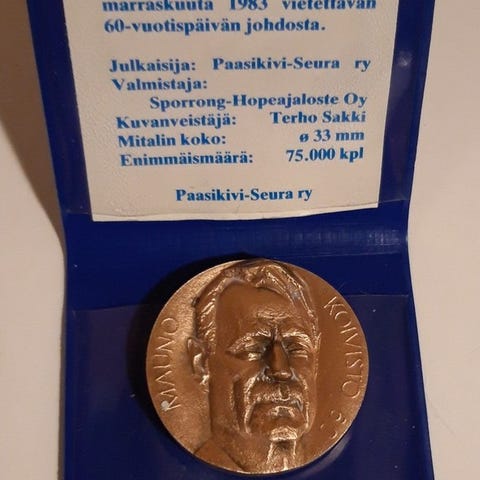 marraskuuta 1983 vietettävän
60-vuotispäivän johdosta.
Julkaisija: Paasikivi-Seura ry
Valmistaja:
Sporrong-Hopeajaloste Oy
Kuvanveistäjä: Terho Sakki
Mitalin koko: ø 33 mm
Enimmäismäärä: 75.000 kpl
Paasikivi-Seura ry
MAUNO KOIVISTO 60